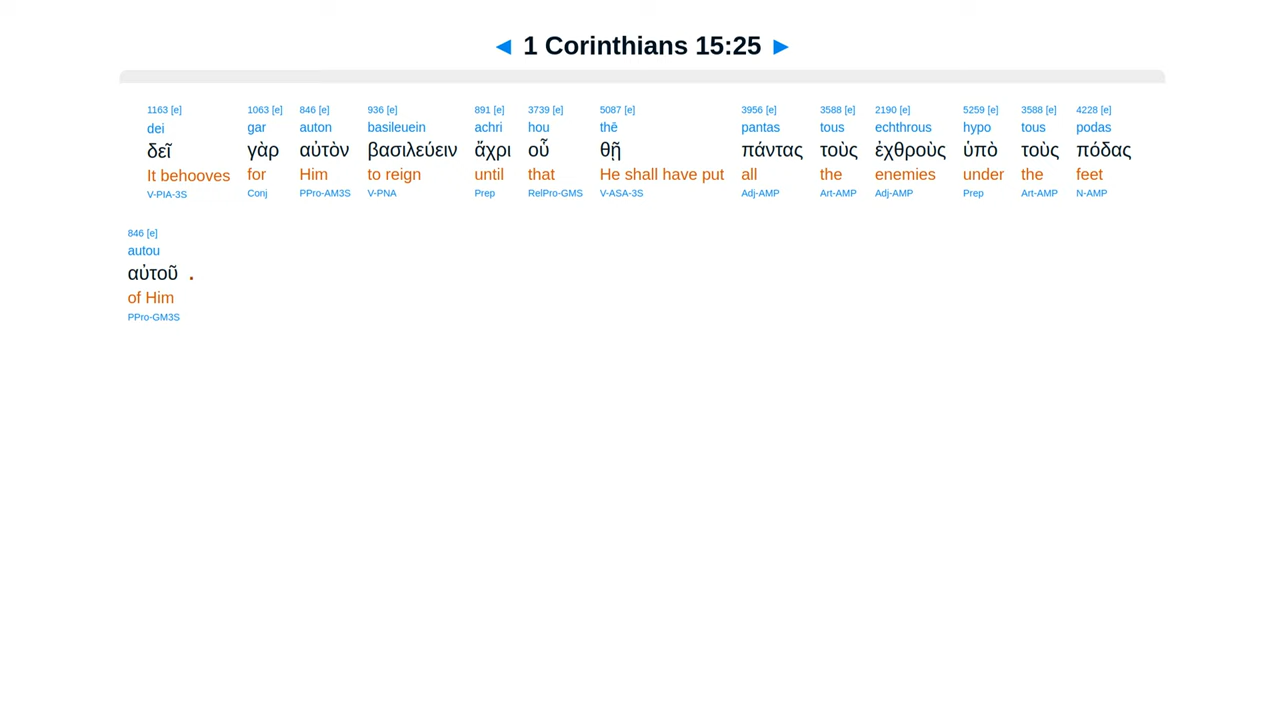 ◄ 1 Corinthians 15:25 ►
1163 [e] 1063 [e] 846 [e] 936 [e] 891 [e] 3739 [e] 5087 [e] 3956 [e] 3588 [e] 2190 [e] 5259 [e] 3588 [e] 4228 [e]
dei gar auton basileuein achri hou thē pantas tous echthrous hypo tous podas
δεῖ γὰρ αὐτὸν βασιλεύειν ἄχρι οὗ θῇ πάντας τοὺς ἐχθροὺς ὑπὸ τοὺς πόδας
It behooves for Him to reign until that He shall have put all the enemies under the feet
V-PIA-3S Conj PPro-AM3S V-PNA Prep RelPro-GMS V-ASA-3S Adj-AMP Art-AMP Adj-AMP Prep Art-AMP N-AMP
846 [e]
autou
αὐτοῦ .
of Him
PPro-GM3S